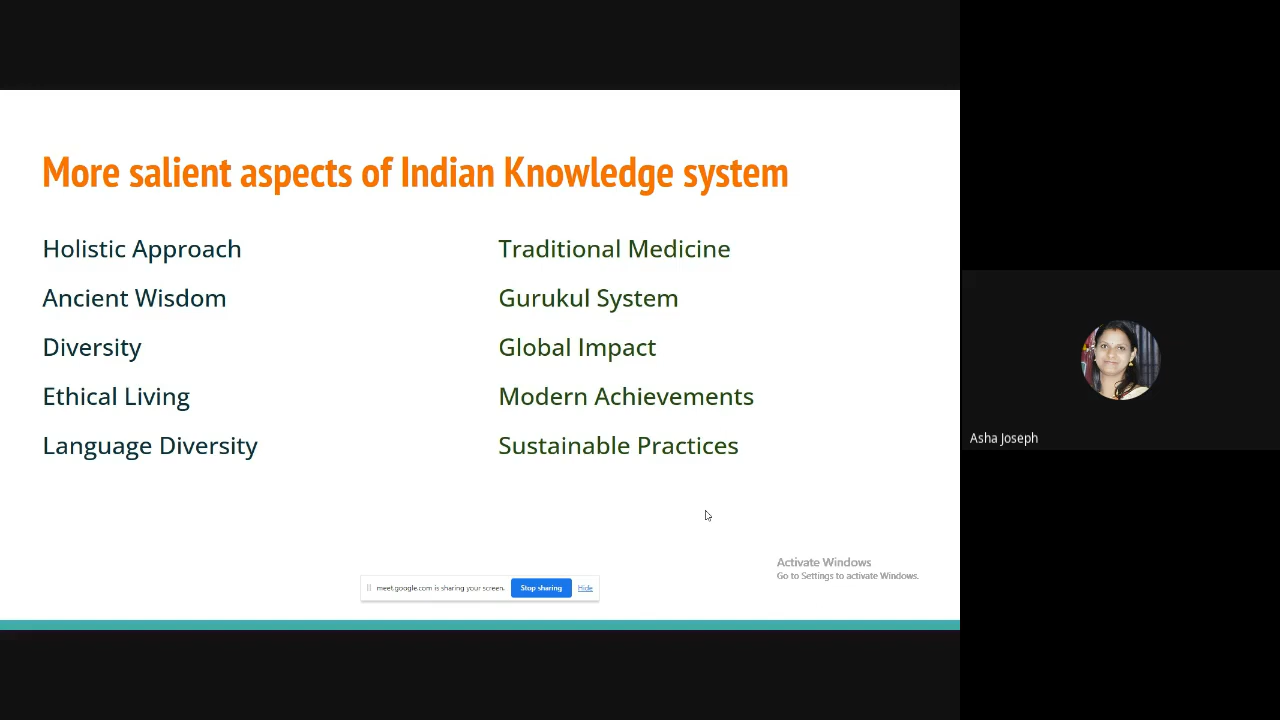 More salient aspects of Indian Knowledge system
Holistic Approach
Ancient Wisdom
Diversity
Ethical Living
Language Diversity
Traditional Medicine
Gurukul System
Global Impact
Modern Achievements
Sustainable Practices
Activate Windows
Go to Settings to activate Windows.
meet.google.com is sharing your screen. Stop sharing Hide
Asha Joseph